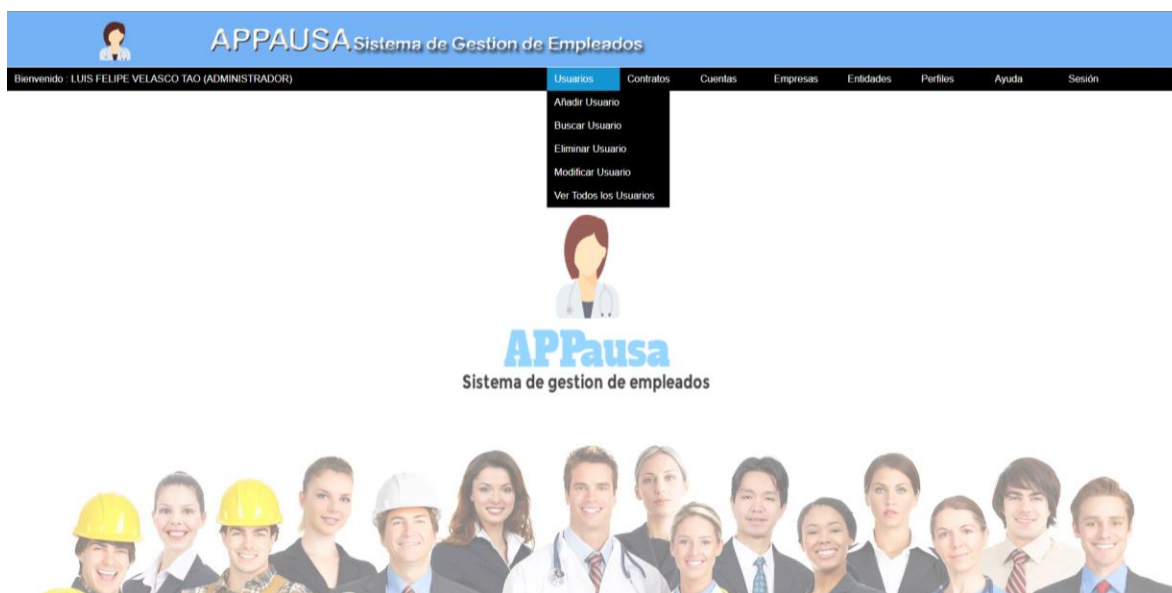 APPAUSA Sistema de Gestion de Empleados
Bienvenido : LUIS FELIPE VELASCO TAO (ADMINISTRADOR)
Usuarios Contratos Cuentas Empresas Entidades Perfiles Ayuda Sesión
Añadir Usuario
Buscar Usuario
Eliminar Usuario
Modificar Usuario
Ver Todos los Usuarios
APPausa
Sistema de gestion de empleados